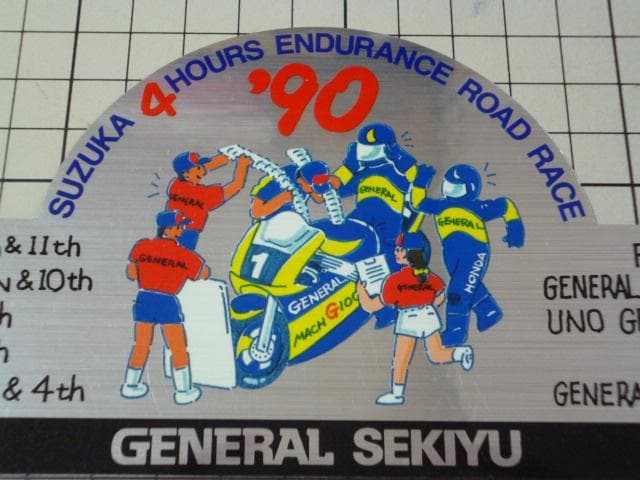 SUZUKA 4 HOURS ENDURANCE ROAD RACE
'90
GENERAL
GENERAL
GENERAL
GENERAL
GENERAL
HONDA
1
GENERAL
MACH G100
& 11th
& 10th
& 4th
GENERAL
UNO
GENERAL SEKIYU